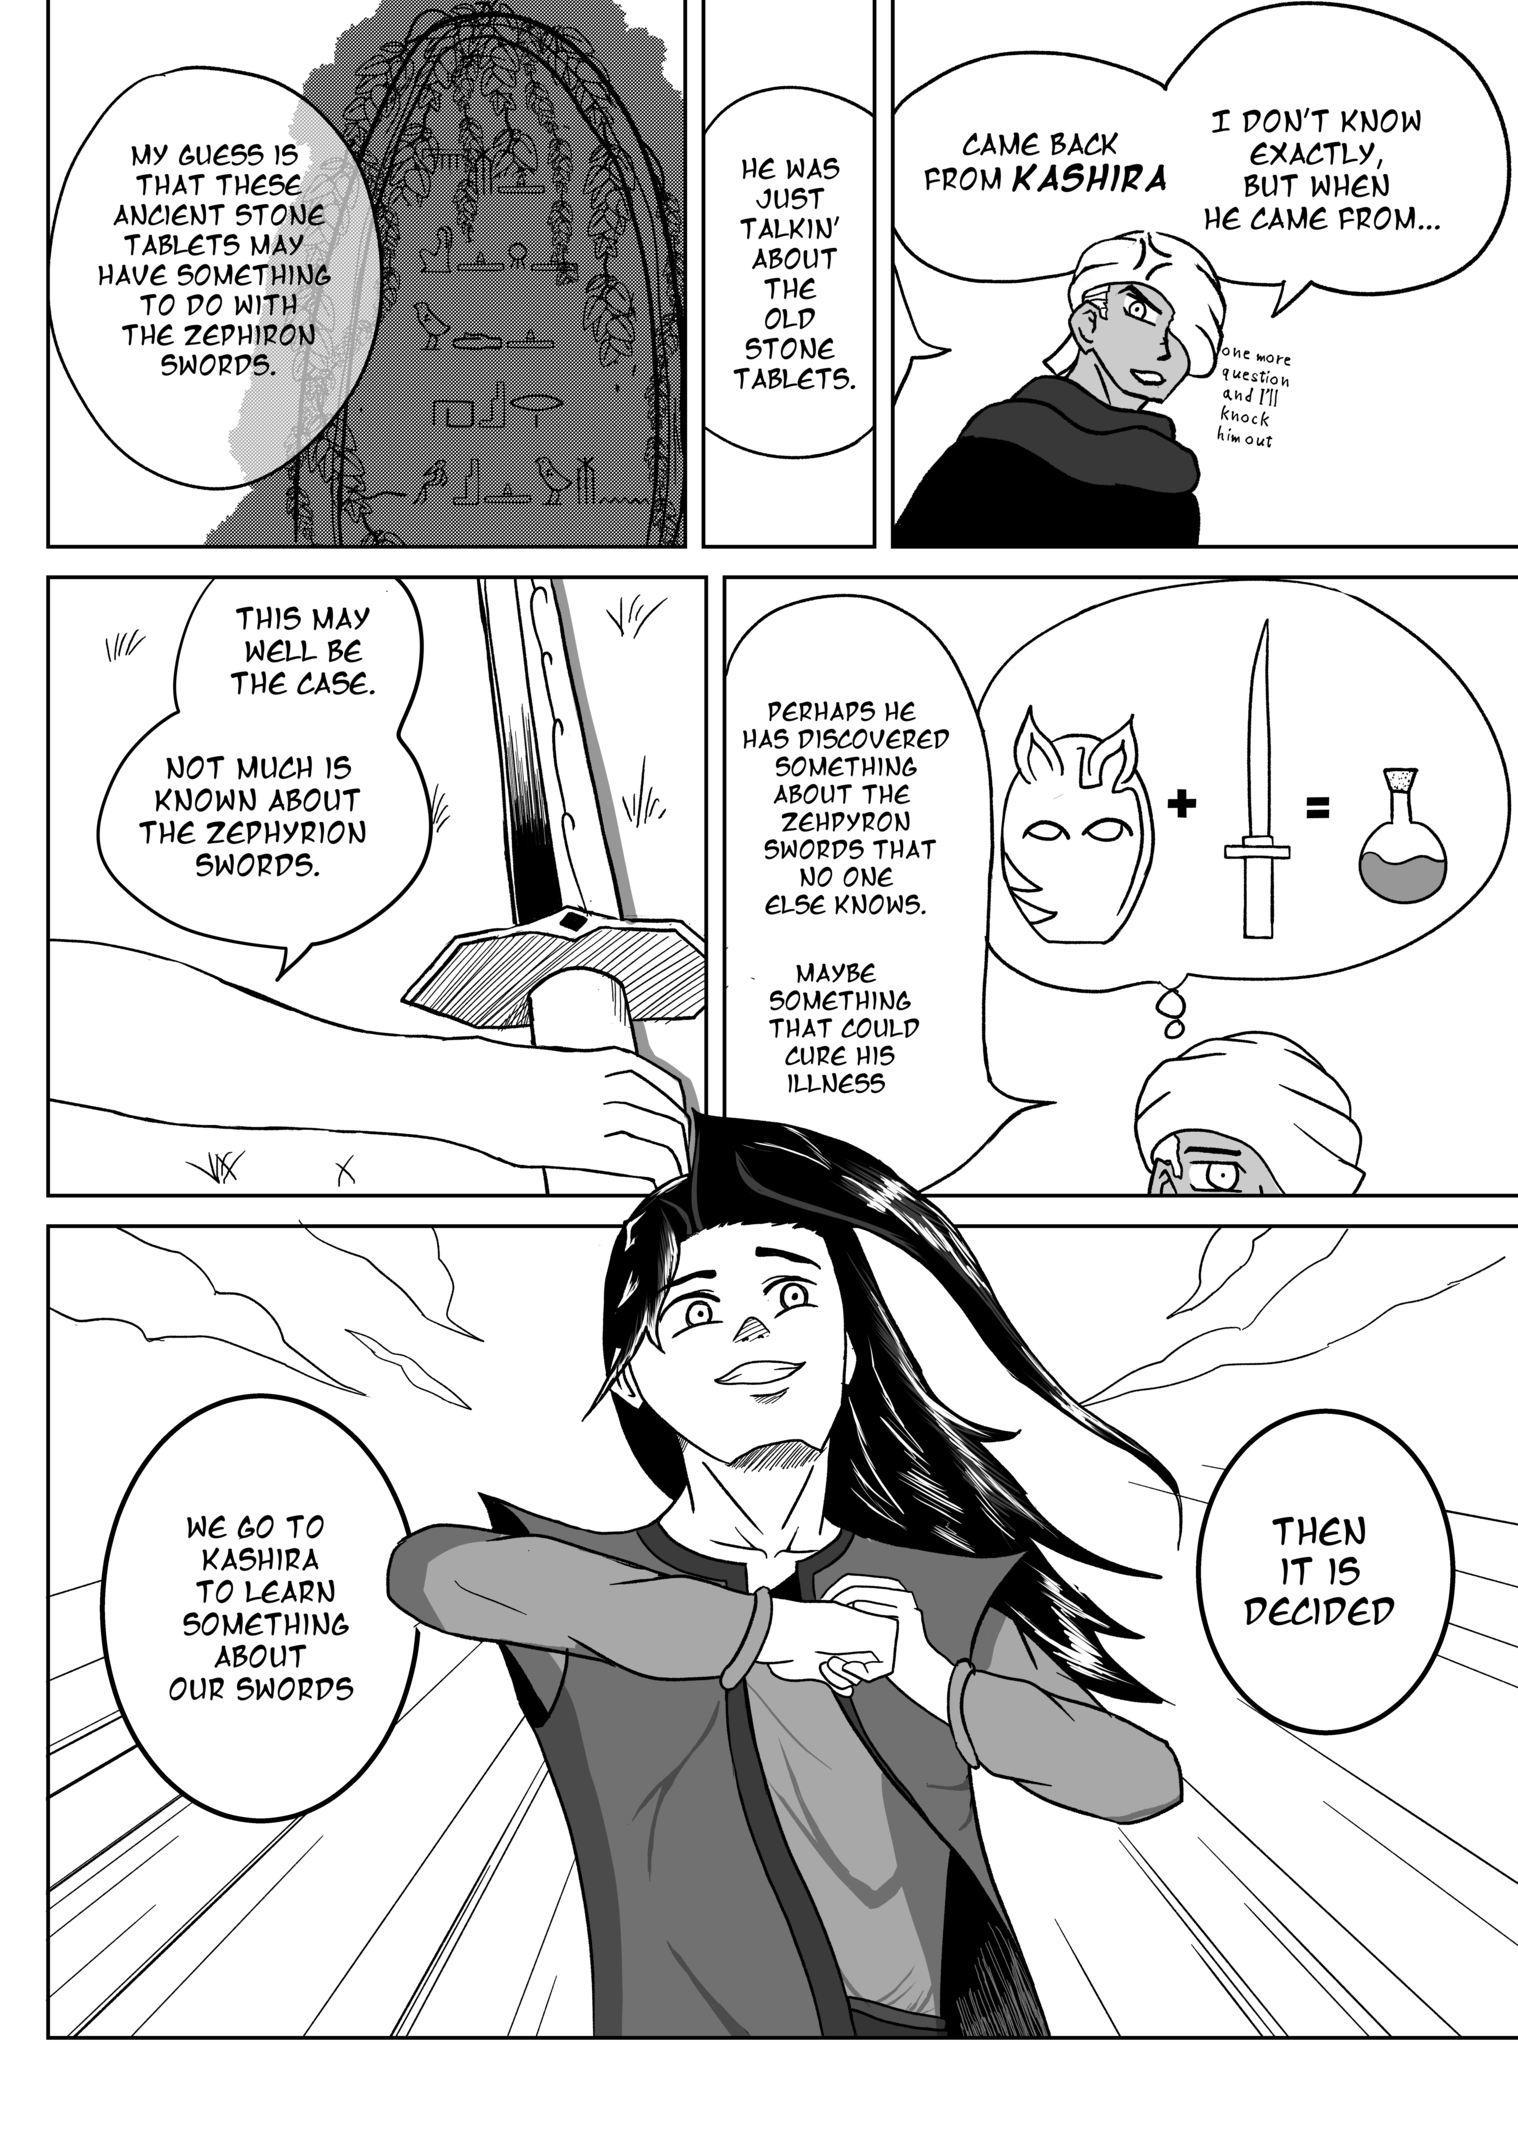 I DON'T KNOW
EXACTLY,
BUT WHEN
HE CAME FROM...
CAME BACK
FROM KASHIRA
one more
question
and I'll
knock
him out
HE WAS
JUST
TALKIN'
ABOUT
THE
OLD
STONE
TABLETS.
MY GUESS IS
THAT THESE
ANCIENT STONE
TABLETS MAY
HAVE SOMETHING
TO DO WITH
THE ZEPHIRON
SWORDS.
PERHAPS HE
HAS DISCOVERED
SOMETHING
ABOUT THE
ZEHPYRON
SWORDS THAT
NO ONE
ELSE KNOWS.
MAYBE
SOMETHING
THAT COULD
CURE HIS
ILLNESS
+
=
THIS MAY
WELL BE
THE CASE.
NOT MUCH IS
KNOWN ABOUT
THE ZEPHYRION
SWORDS.
THEN
IT IS
DECIDED
WE GO TO
KASHIRA
TO LEARN
SOMETHING
ABOUT
OUR SWORDS